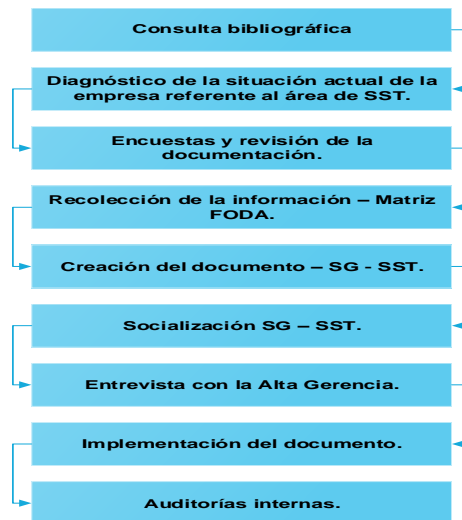 Consulta bibliográfica
Diagnóstico de la situación actual de la
empresa referente al área de SST.
Encuestas y revisión de la
documentación.
Recolección de la información – Matriz
FODA.
Creación del documento – SG - SST.
Socialización SG – SST.
Entrevista con la Alta Gerencia.
Implementación del documento.
Auditorías internas.